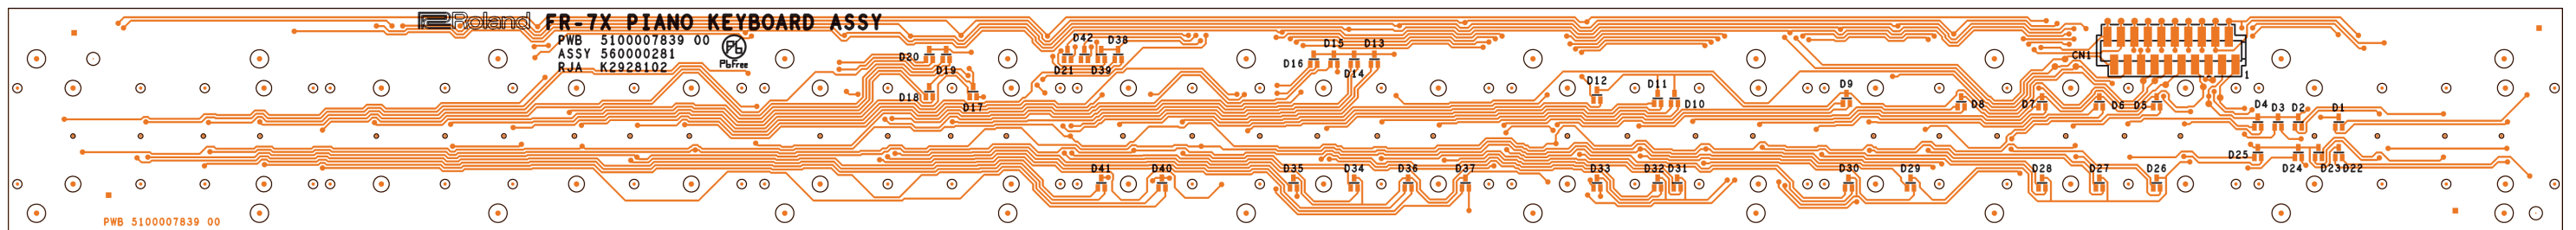 Roland FR-7X PIANO KEYBOARD ASSY
PWB 5100007839 00
ASSY 560000281
RJA K2928102
Pb
PbFree
D42 D38
D20
D19
D21 D39
D18
D17
D15 D13
D16
D14
D12
D11
D10
D9
D8
D7
D6 D5
CN1
1
D4 D3 D2 D1
D25
D24 D23 D22
D41 D40 D35 D34 D36 D37 D33 D32 D31 D30 D29 D28 D27 D26
PWB 5100007839 00